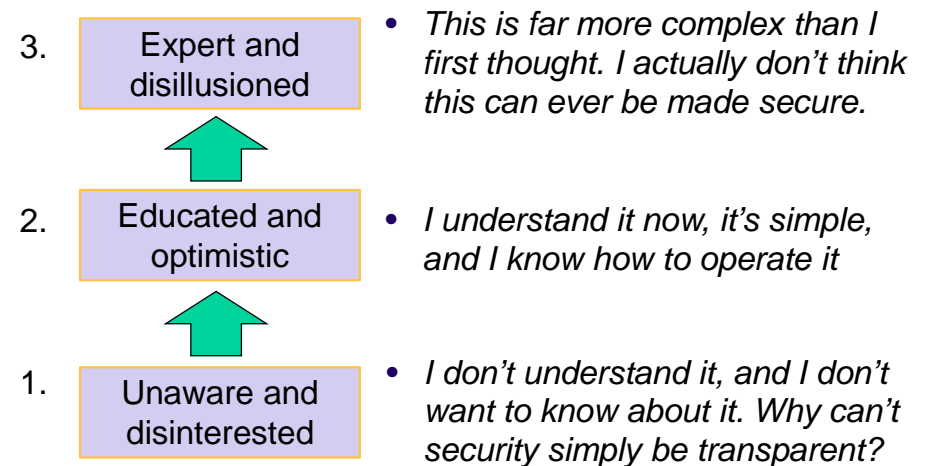 3.
Expert and
disillusioned
• This is far more complex than I
first thought. I actually don’t think
this can ever be made secure.
2.
Educated and
optimistic
• I understand it now, it’s simple,
and I know how to operate it
1.
Unaware and
disinterested
• I don’t understand it, and I don’t
want to know about it. Why can’t
security simply be transparent?